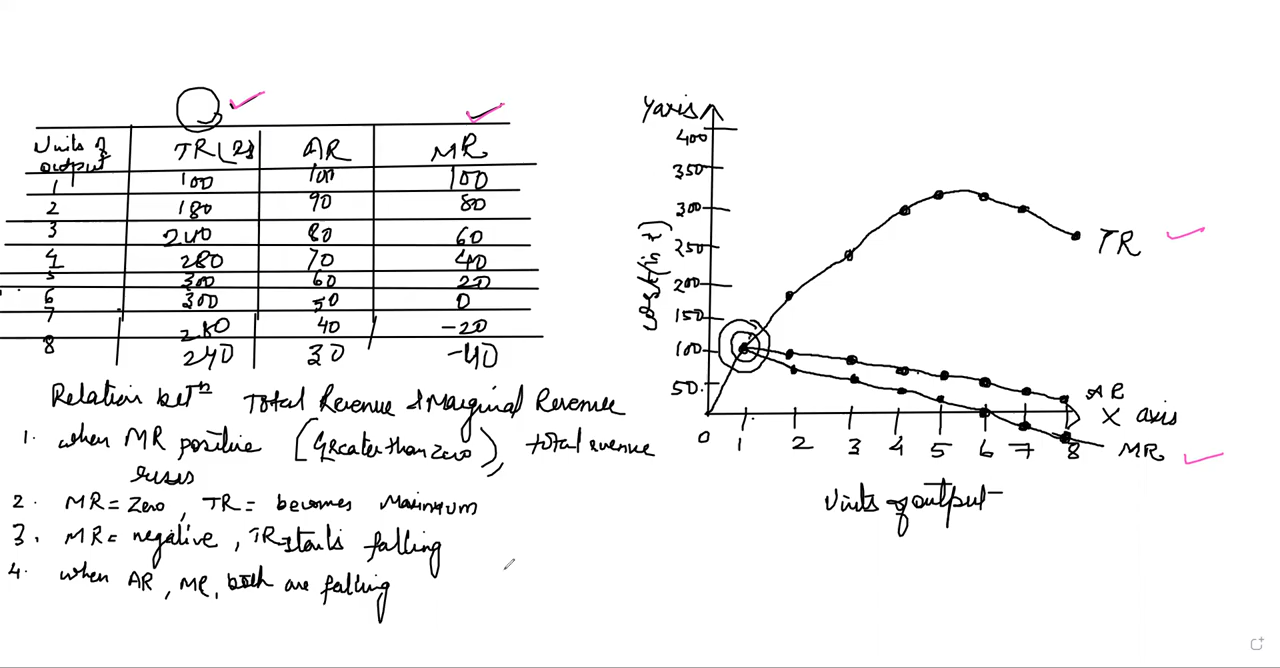 Units of output TR (Rs) AR MR
1 100 100 100
2 180 90 80
3 240 80 60
4 280 70 40
5 300 60 20
6 300 50 0
7 280 40 -20
8 240 30 -40
Relation betn Total Revenue & Marginal Revenue
1. when MR positive (Greater than zero), total revenue
rises
2. MR = Zero, TR = becomes Maximum
3. MR = negative, TR starts falling
4. when AR, MR, both are falling
Y axis
400
350
300
250
200
150
100
50
0 1 2 3 4 5 6 7 8
cost (in ₹)
TR
AR
X axis
MR
Units of output